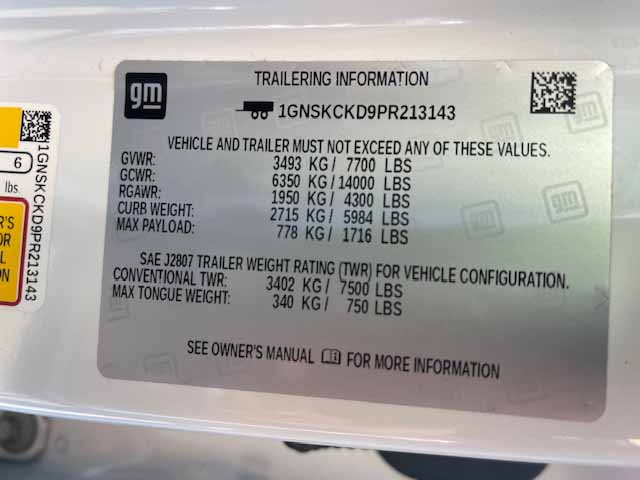 gm
TRAILERING INFORMATION
1GNSKCKD9PR213143
VEHICLE AND TRAILER MUST NOT EXCEED ANY OF THESE VALUES.
GVWR: 3493 KG/ 7700 LBS
GCWR: 6350 KG/ 14000 LBS
RGAWR: 1950 KG/ 4300 LBS
CURB WEIGHT: 2715 KG/ 5984 LBS
MAX PAYLOAD: 778 KG/ 1716 LBS
SAE J2807 TRAILER WEIGHT RATING (TWR) FOR VEHICLE CONFIGURATION.
CONVENTIONAL TWR: 3402 KG/ 7500 LBS
MAX TONGUE WEIGHT: 340 KG/ 750 LBS
SEE OWNER'S MANUAL FOR MORE INFORMATION
1GNSKCKD9PR213143
6
lbs.